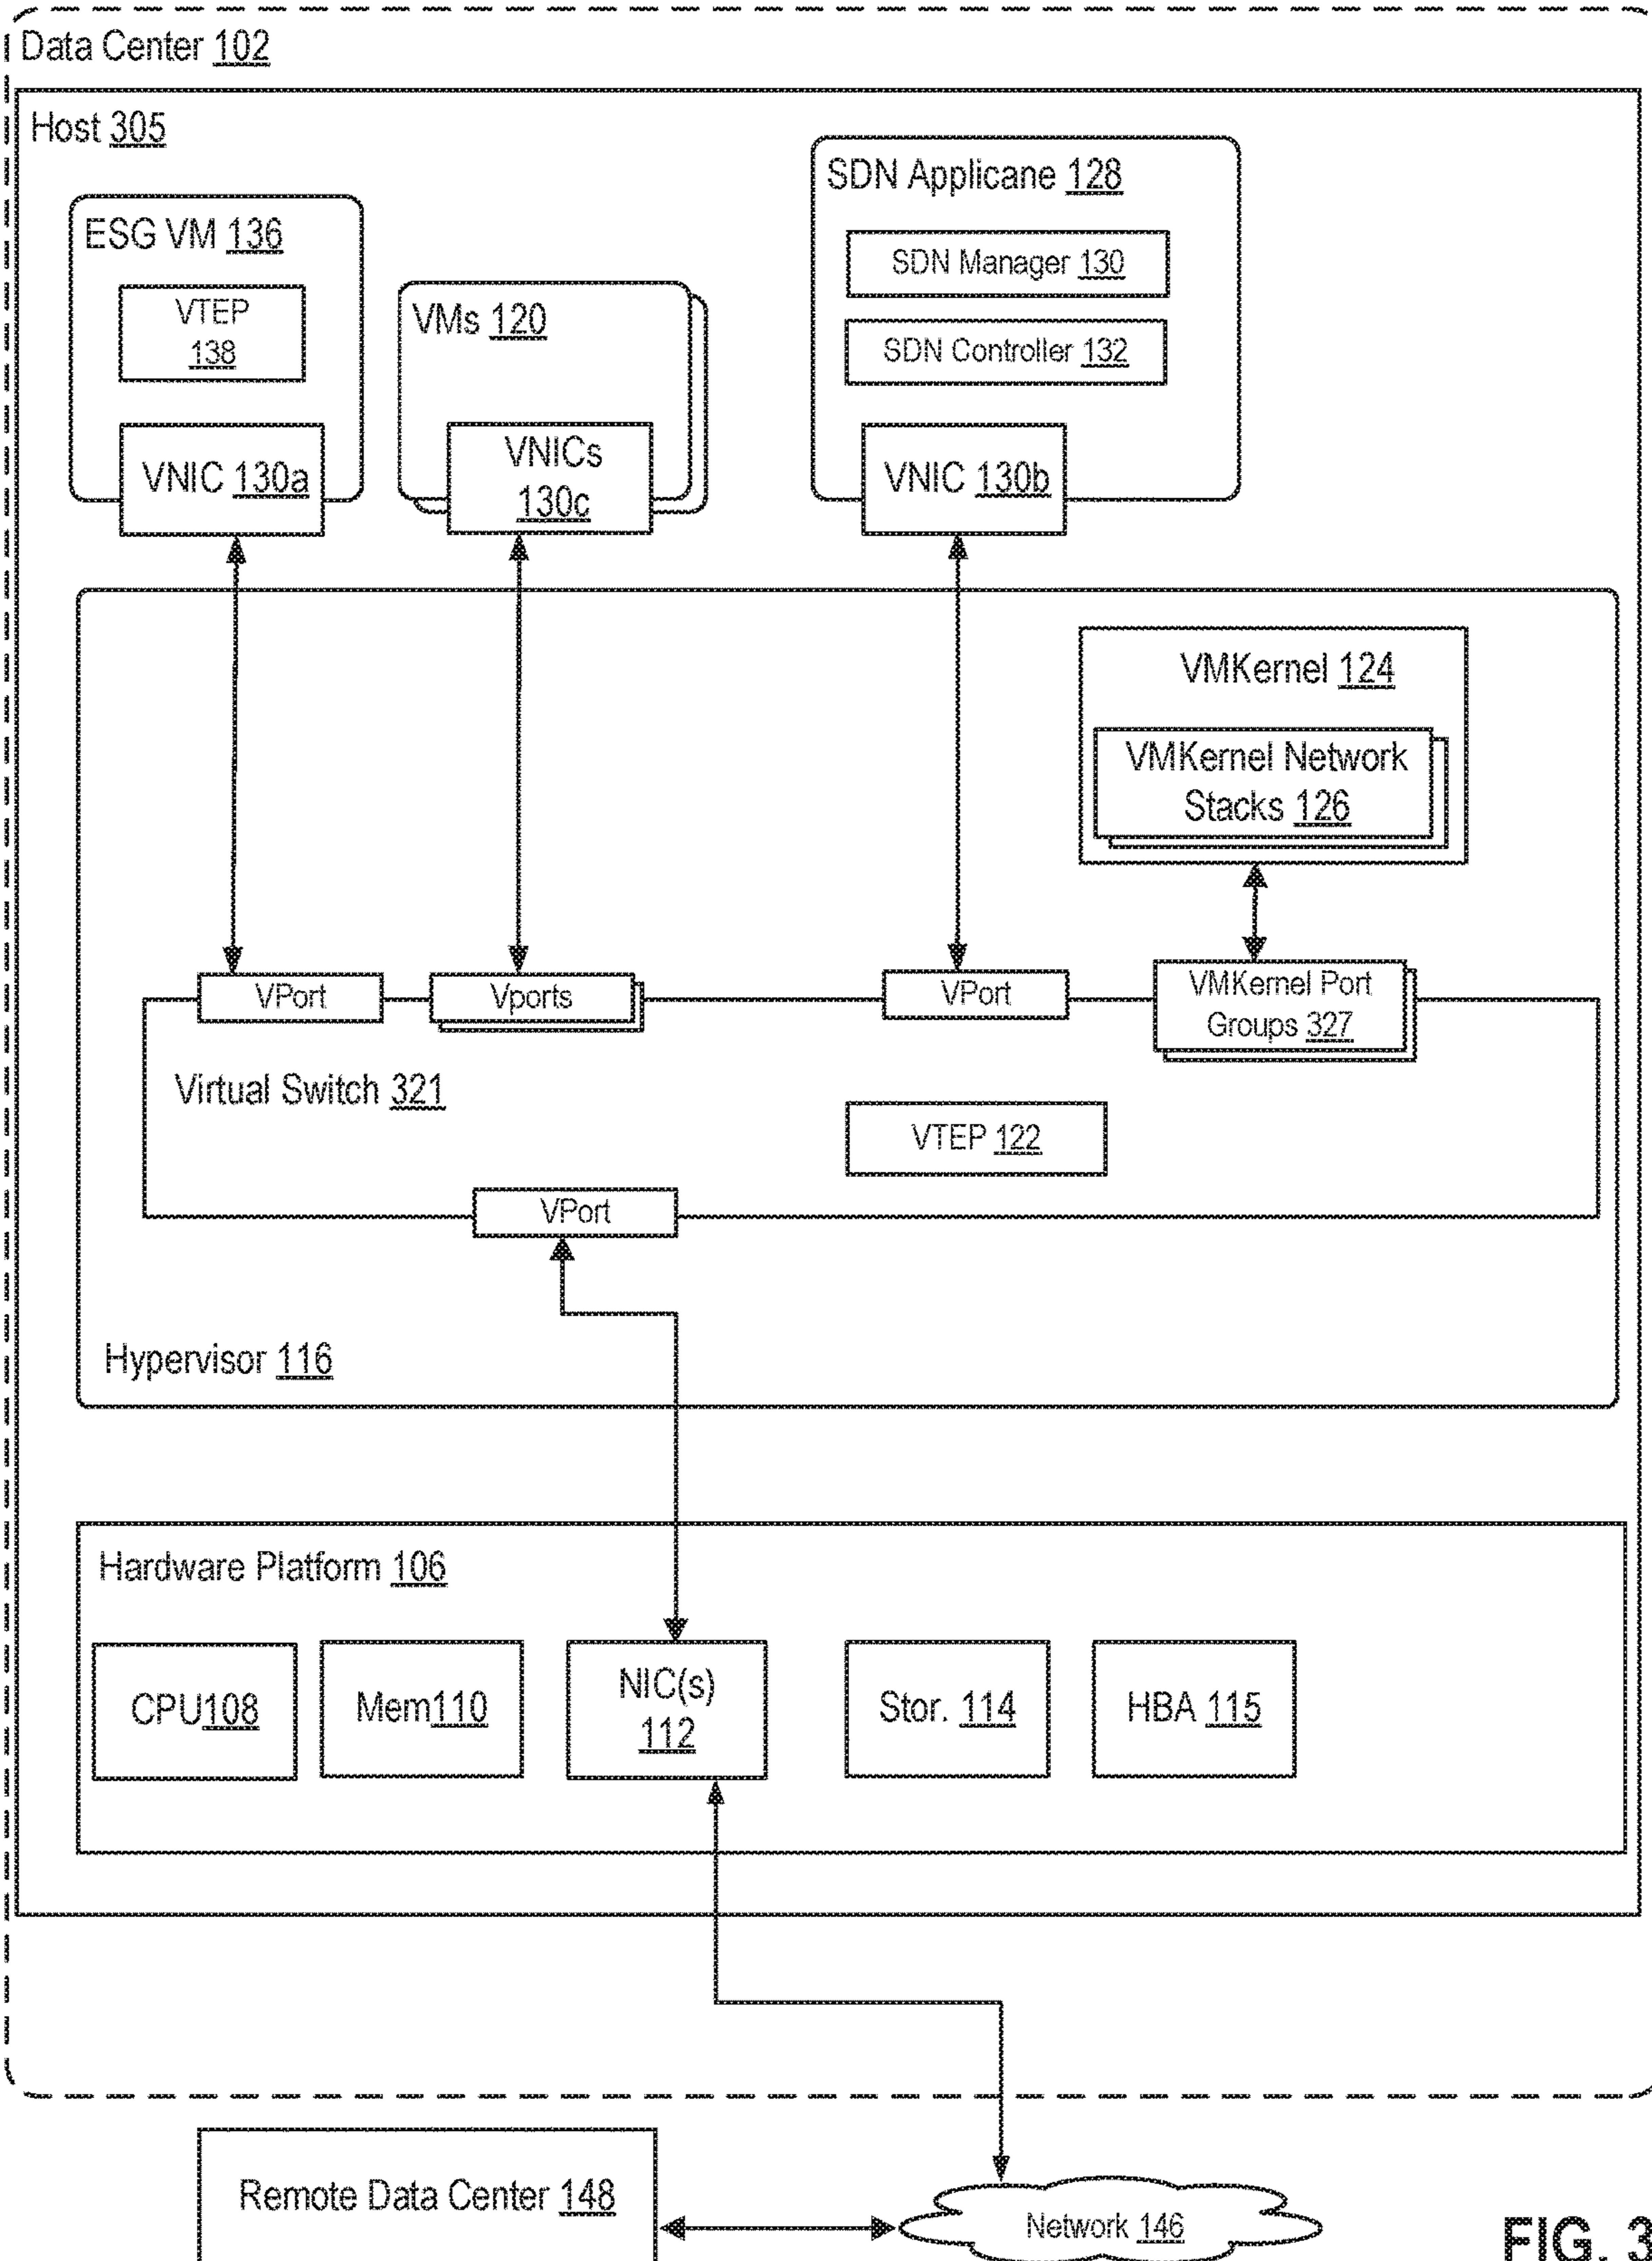 Data Center 102
Host 305
ESG VM 136
VTEP
138
VNIC 130a
VMs 120
VNICs
130c
SDN Applicane 128
SDN Manager 130
SDN Controller 132
VNIC 130b
VMKernel 124
VMKernel Network
Stacks 126
VPort
Vports
VPort
VMKernel Port
Groups 327
Virtual Switch 321
VTEP 122
VPort
Hypervisor 116
Hardware Platform 106
CPU108
Mem110
NIC(s)
112
Stor. 114
HBA 115
Remote Data Center 148
Network 146
FIG. 3